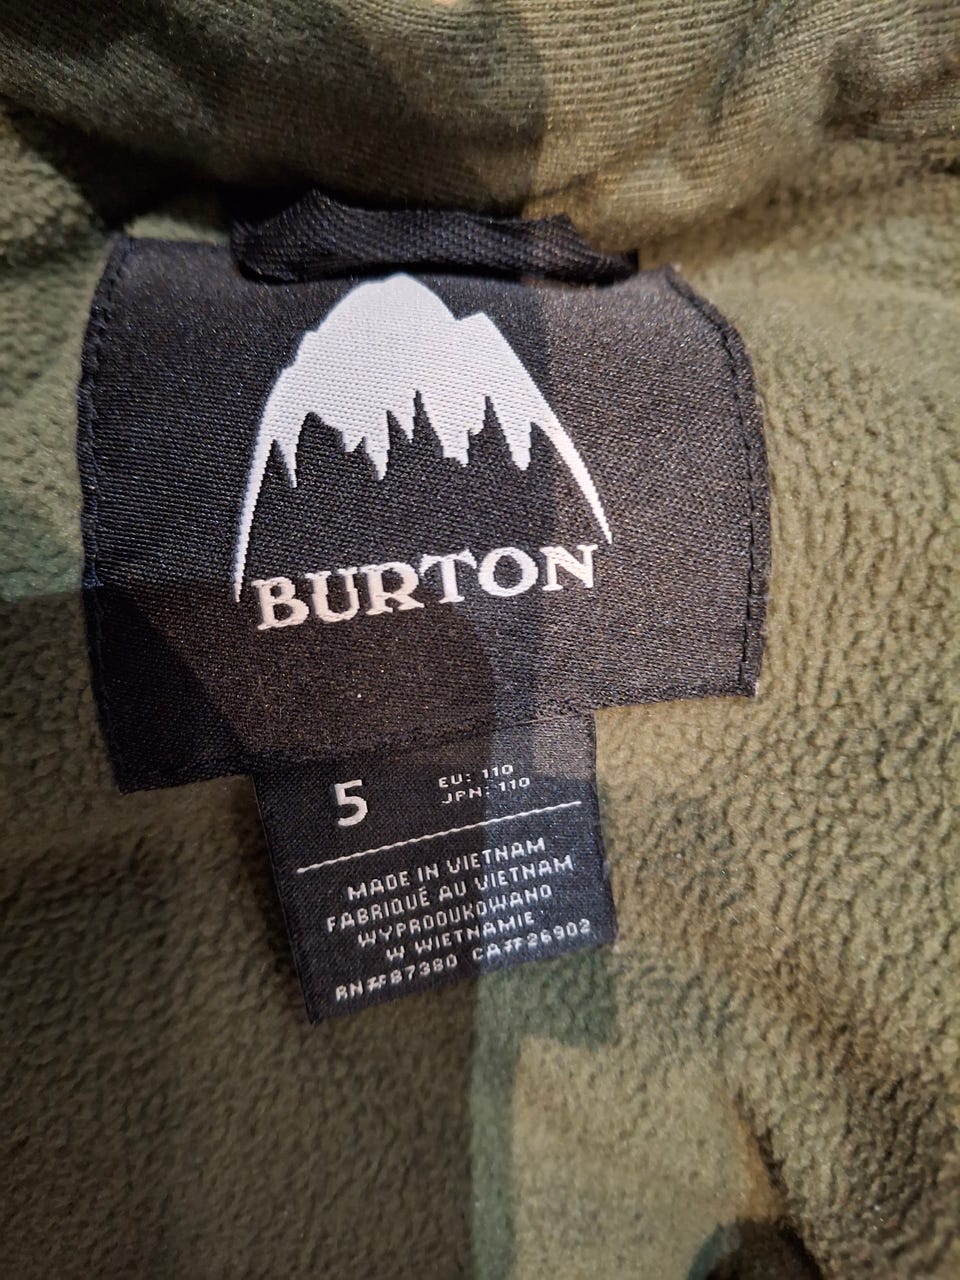 BURTON
5
EU: 110
JPN: 110
MADE IN VIETNAM
FABRIQUÉ AU VIETNAM
WYPRODUKOWANO
W WIETNAMIE
RN#87380 CA#26902